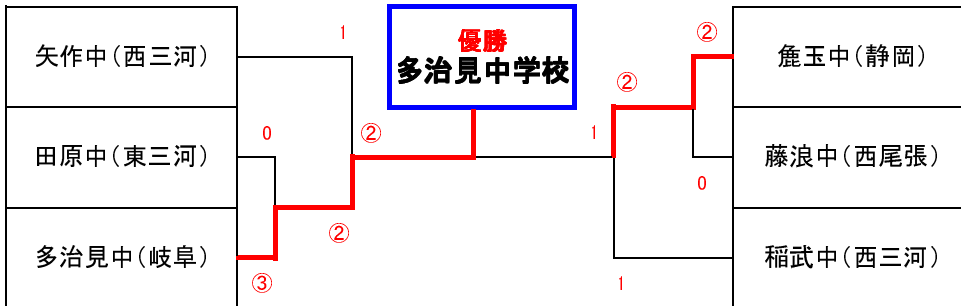 優勝
多治見中学校
矢作中（西三河）
田原中（東三河）
多治見中（岐阜）
1
0
②
②
③
②
②
1
0
1
麁玉中（静岡）
藤浪中（西尾張）
稲武中（西三河）